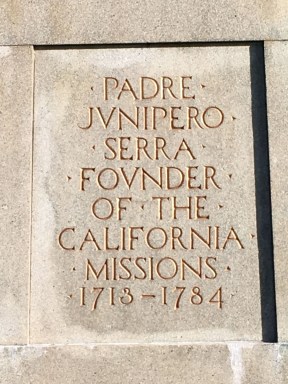 · PADRE ·
JVNIPERO ·
· SERRA ·
· FOVNDER ·
OF · THE ·
CALIFORNIA ·
· MISSIONS ·
· 1713 – 1784 ·